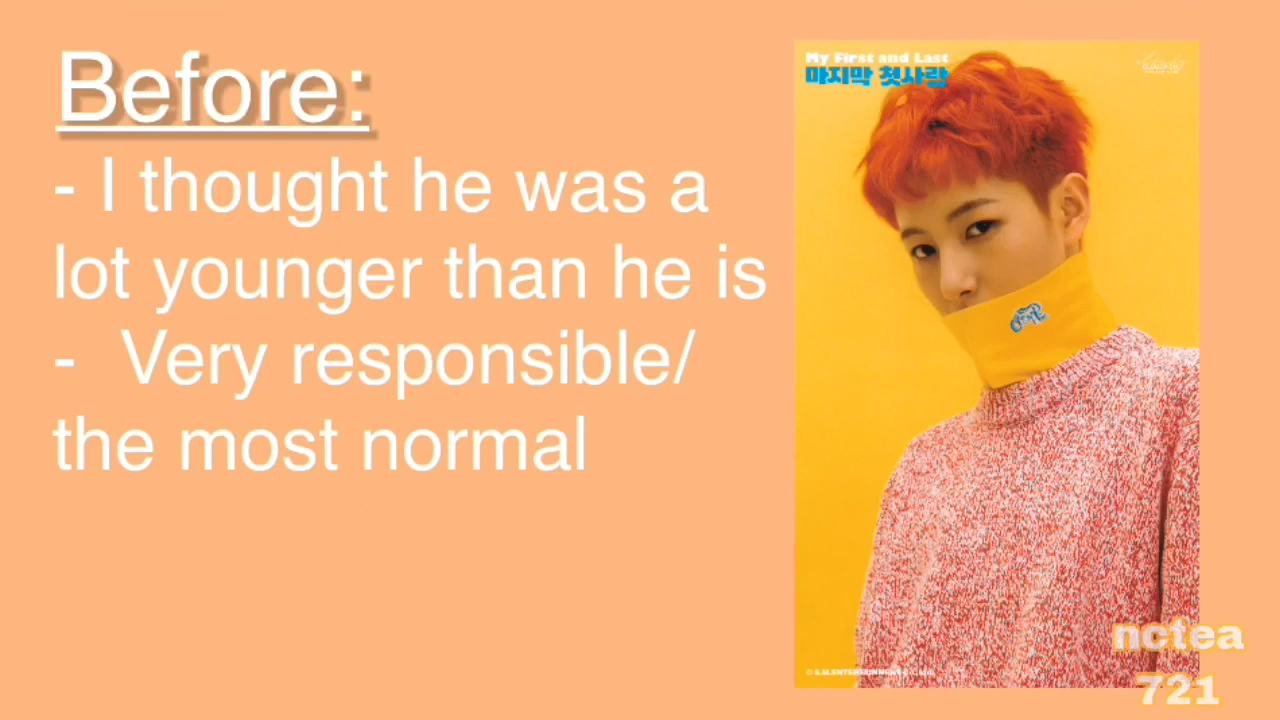 Before:
- I thought he was a
lot younger than he is
- Very responsible/
the most normal
My First and Last
마지막 첫사랑
© S.M.ENTERTAINMENT
nctea
721